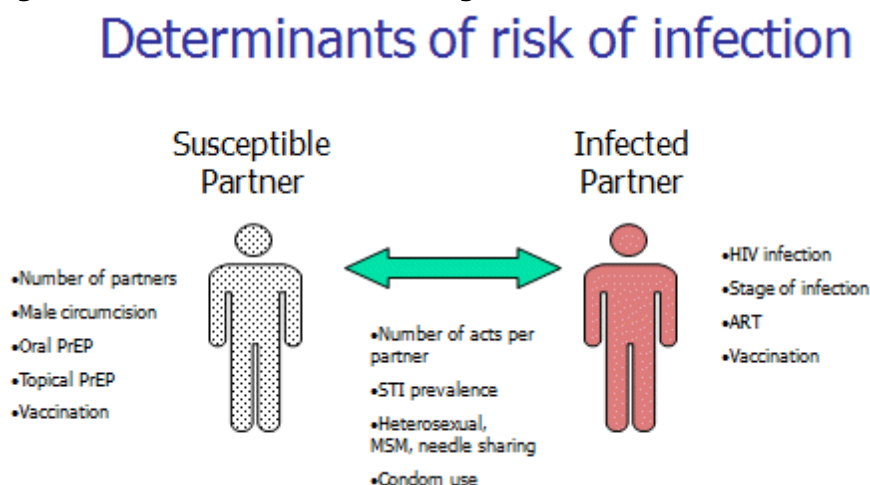 Determinants of risk of infection
Susceptible
Partner
Infected
Partner
•Number of partners
•Male circumcision
•Oral PrEP
•Topical PrEP
•Vaccination
•Number of acts per
partner
•STI prevalence
•Heterosexual,
MSM, needle sharing
•Condom use
•HIV infection
•Stage of infection
•ART
•Vaccination